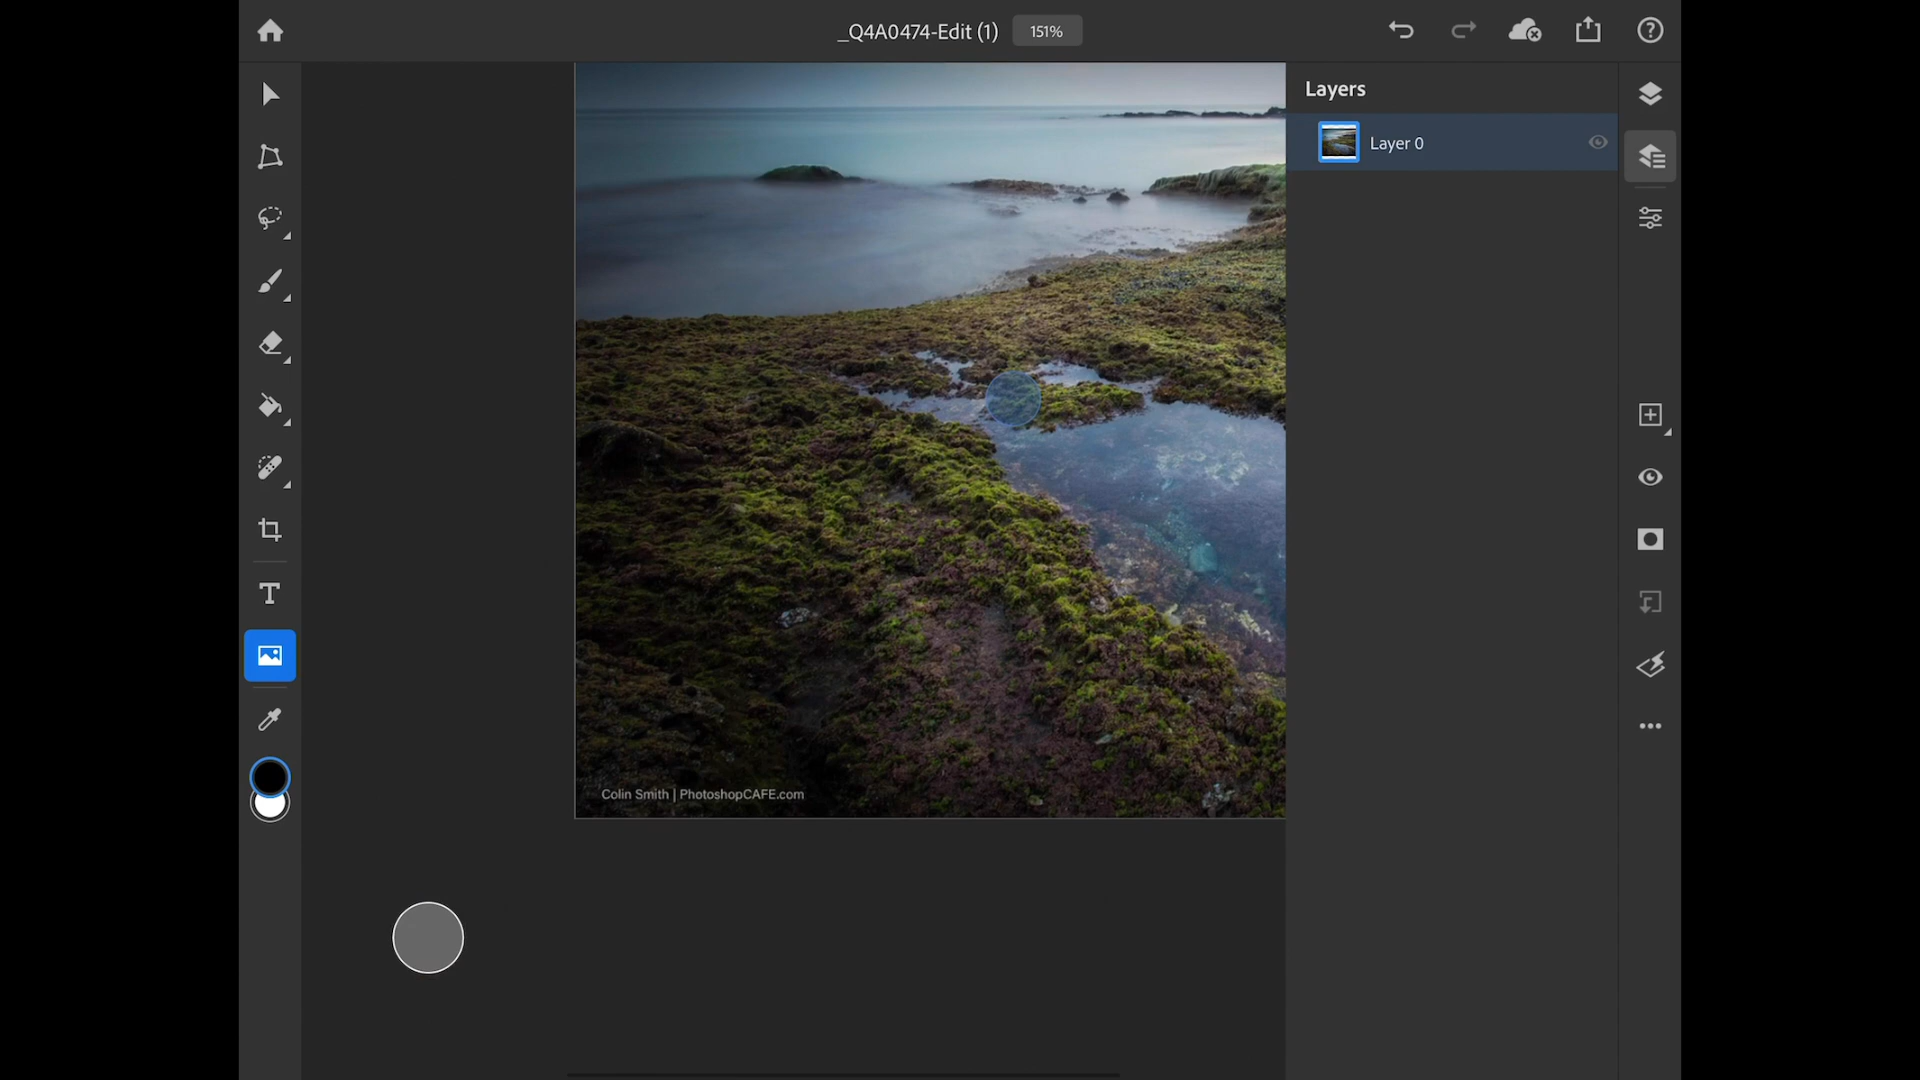 _Q4A0474-Edit (1)
151%
Layers
Layer 0
T
Colin Smith | PhotoshopCAFE.com